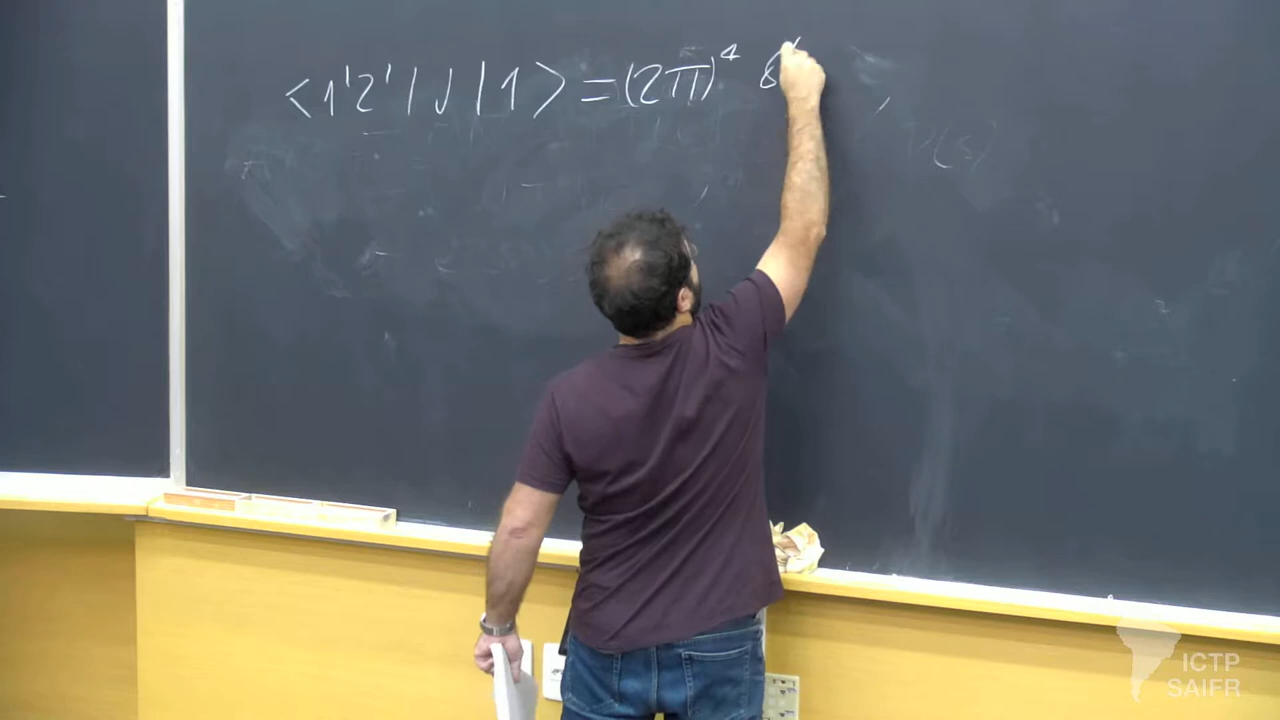 <1'2'|J|1> = (2π)⁴ δ
ICTP
SAIFR